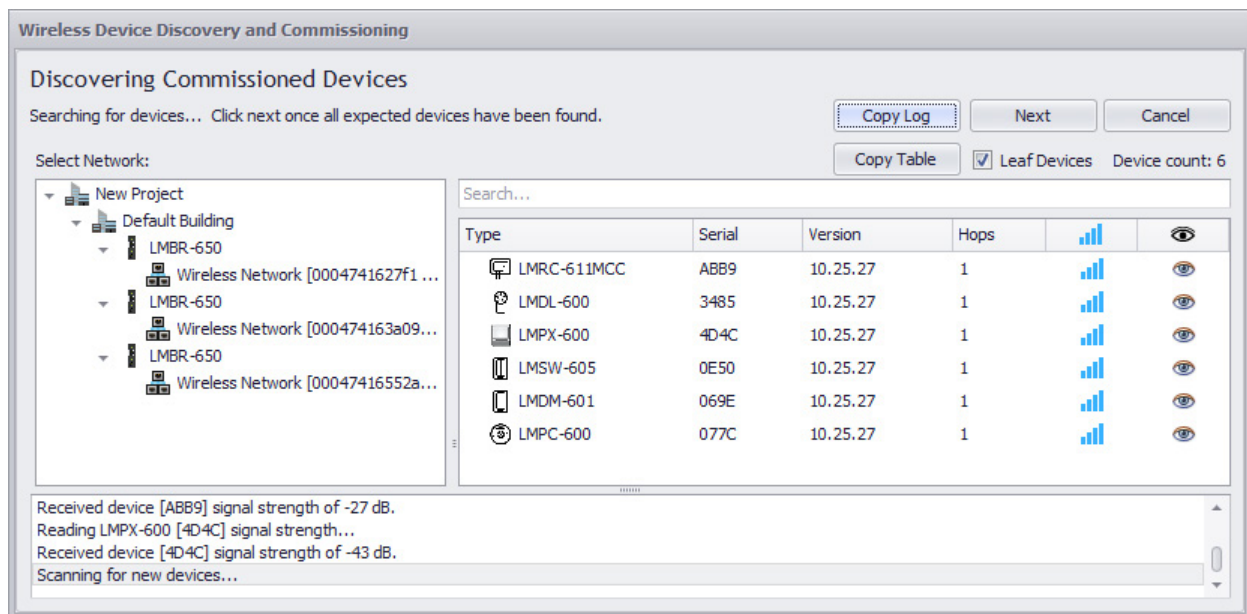 Wireless Device Discovery and Commissioning
Discovering Commissioned Devices
Searching for devices... Click next once all expected devices have been found.
Copy Log
Next
Cancel
Select Network:
Copy Table
Leaf Devices
Device count: 6
New Project
Default Building
LMBR-650
Wireless Network [0004741627f1 ...
LMBR-650
Wireless Network [000474163a09...
LMBR-650
Wireless Network [00047416552a...
Search...
Type Serial Version Hops
LMRC-611MCC ABB9 10.25.27 1
LMDL-600 3485 10.25.27 1
LMPX-600 4D4C 10.25.27 1
LMSW-605 0E50 10.25.27 1
LMDM-601 069E 10.25.27 1
LMPC-600 077C 10.25.27 1
Received device [ABB9] signal strength of -27 dB.
Reading LMPX-600 [4D4C] signal strength...
Received device [4D4C] signal strength of -43 dB.
Scanning for new devices...